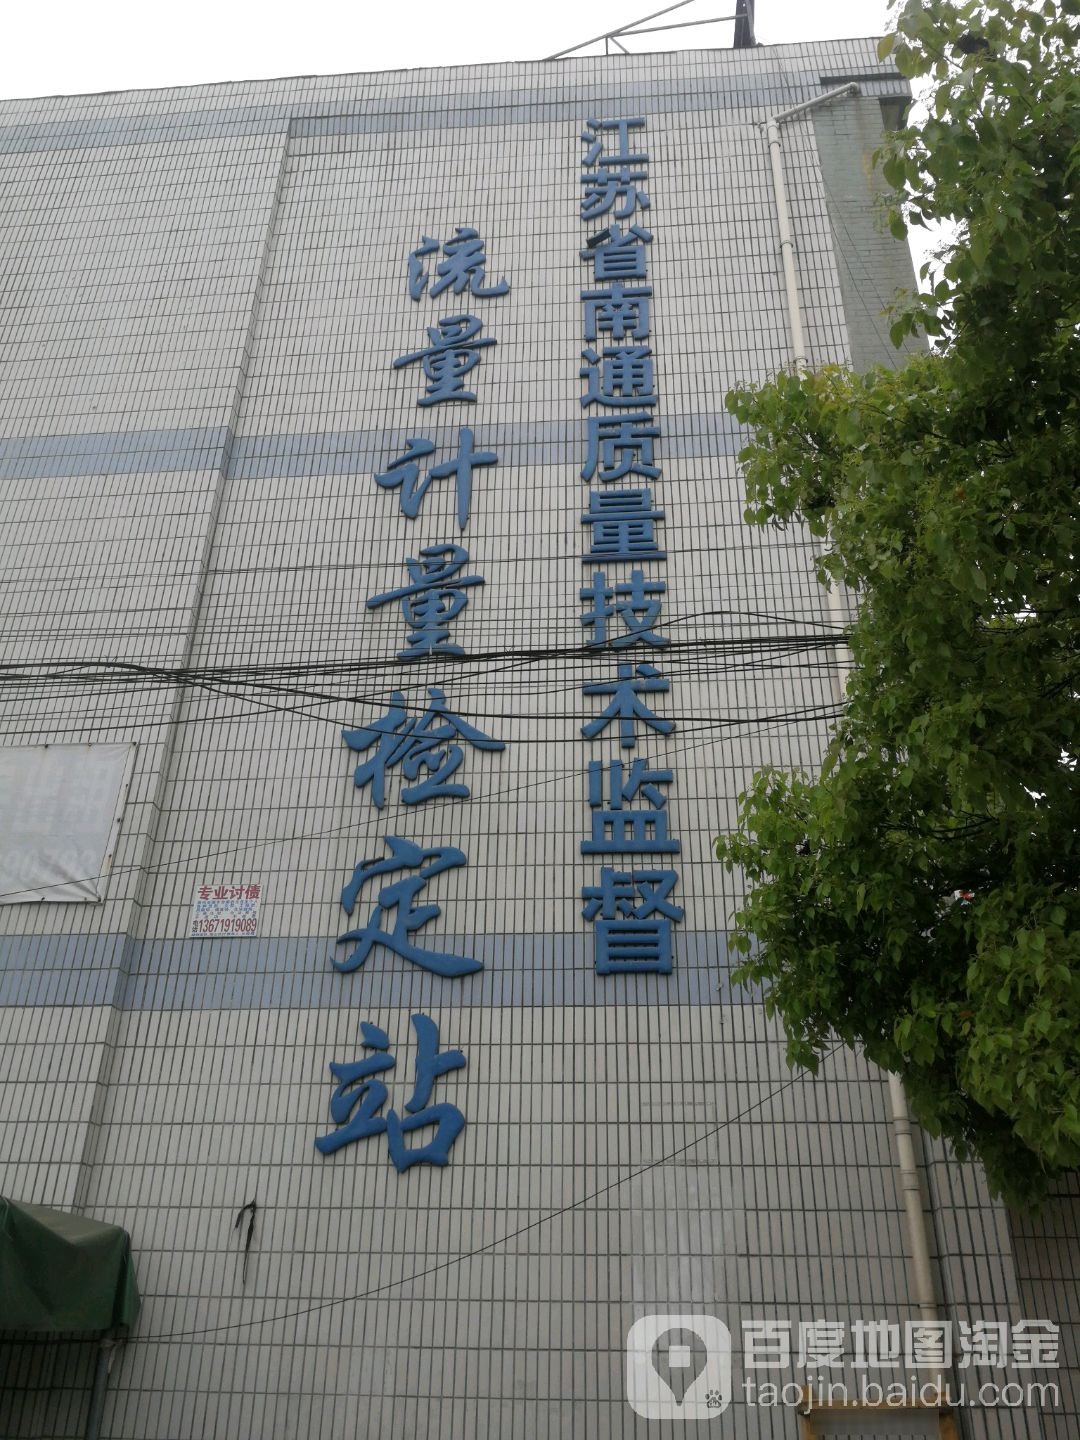 江苏省南通质量技术监督
流量计量检定站
专业讨债
13671919089
百度地图淘金
taojin.baidu.com